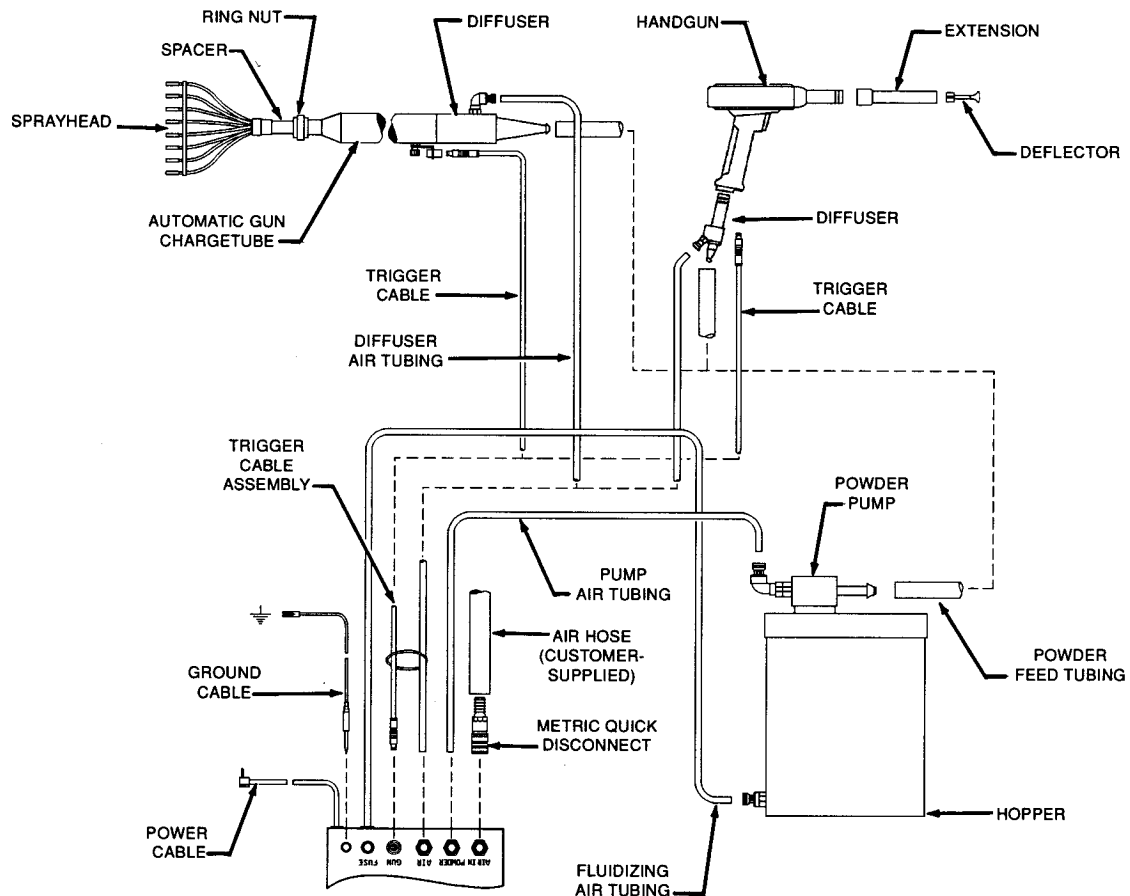 RING NUT
DIFFUSER
HANDGUN
EXTENSION
SPACER
SPRAYHEAD
DEFLECTOR
DIFFUSER
AUTOMATIC GUN
CHARGETUBE
TRIGGER
CABLE
TRIGGER
CABLE
DIFFUSER
AIR TUBING
TRIGGER
CABLE
ASSEMBLY
POWDER
PUMP
PUMP
AIR TUBING
AIR HOSE
(CUSTOMER-
SUPPLIED)
GROUND
CABLE
POWDER
FEED TUBING
METRIC QUICK
DISCONNECT
HOPPER
POWER
CABLE
FUSE
GUN
AIR
POWDER
AIR IN
FLUIDIZING
AIR TUBING